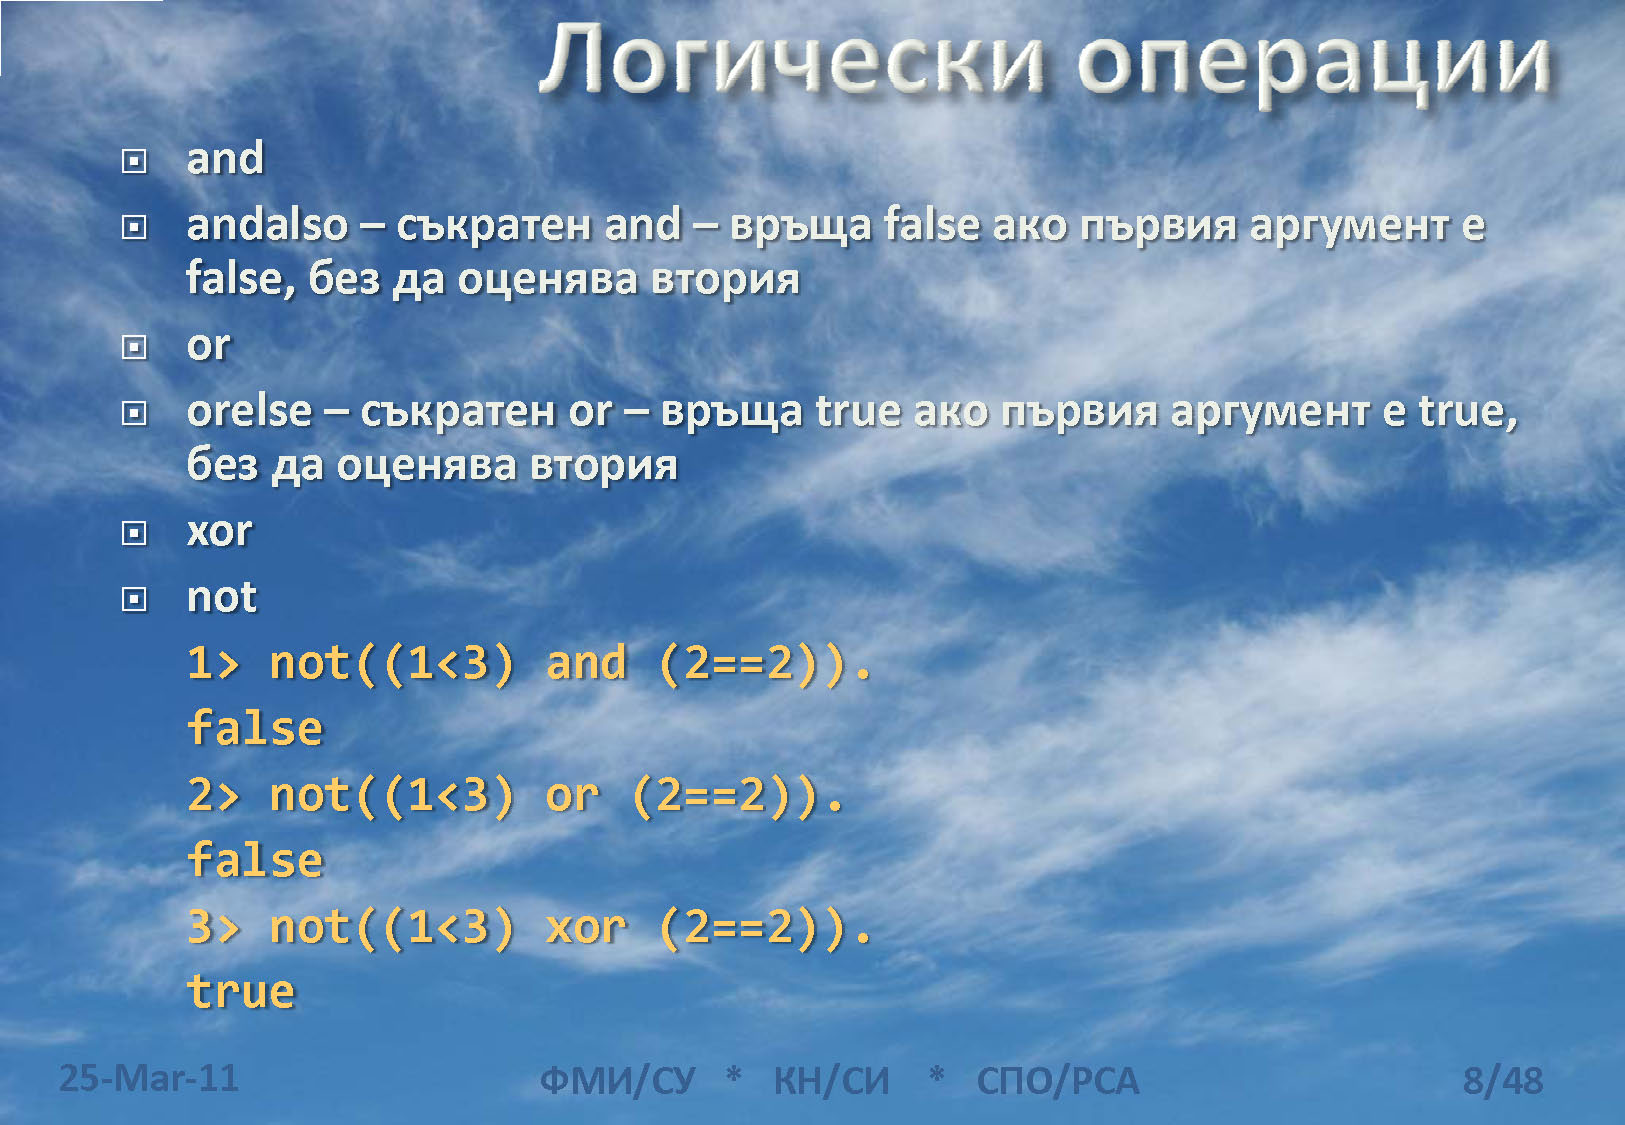 Логически операции
and
andalso – съкратен and – връща false ако първия аргумент е
false, без да оценява втория
or
orelse – съкратен or – връща true ако първия аргумент е true,
без да оценява втория
xor
not
1> not((1<3) and (2==2)).
false
2> not((1<3) or (2==2)).
false
3> not((1<3) xor (2==2)).
true
25-Mar-11 ФМИ/СУ * КН/СИ * СПО/РСА 8/48